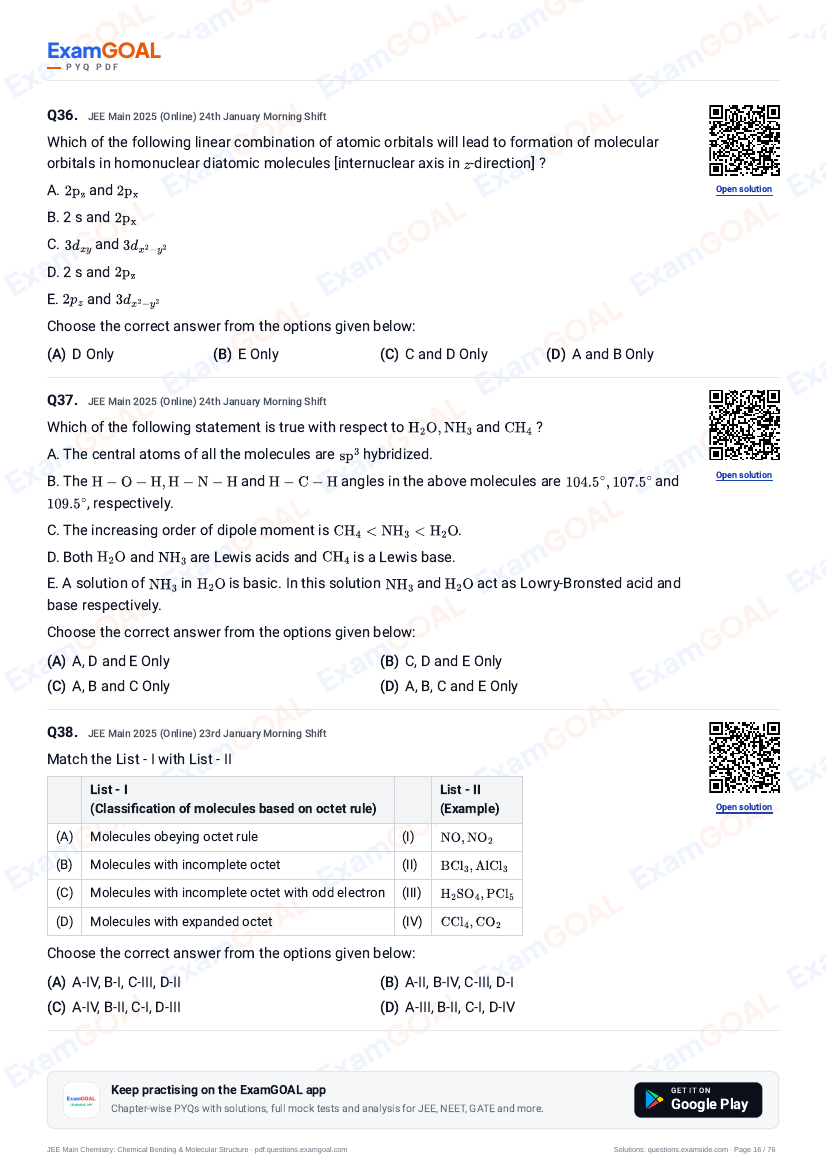 ExamGOAL
PYQ PDF
Q36. JEE Main 2025 (Online) 24th January Morning Shift
Which of the following linear combination of atomic orbitals will lead to formation of molecular
orbitals in homonuclear diatomic molecules [internuclear axis in z-direction] ?
Open solution
A. 2p_z and 2p_x
B. 2 s and 2p_x
C. 3d_{xy} and 3d_{x²−y²}
D. 2 s and 2p_z
E. 2p_z and 3d_{x²−y²}
Choose the correct answer from the options given below:
(A) D Only (B) E Only (C) C and D Only (D) A and B Only
Q37. JEE Main 2025 (Online) 24th January Morning Shift
Which of the following statement is true with respect to H₂O, NH₃ and CH₄ ?
A. The central atoms of all the molecules are sp³ hybridized.
Open solution
B. The H − O − H, H − N − H and H − C − H angles in the above molecules are 104.5°, 107.5° and
109.5°, respectively.
C. The increasing order of dipole moment is CH₄ < NH₃ < H₂O.
D. Both H₂O and NH₃ are Lewis acids and CH₄ is a Lewis base.
E. A solution of NH₃ in H₂O is basic. In this solution NH₃ and H₂O act as Lowry-Bronsted acid and
base respectively.
Choose the correct answer from the options given below:
(A) A, D and E Only (B) C, D and E Only
(C) A, B and C Only (D) A, B, C and E Only
Q38. JEE Main 2025 (Online) 23rd January Morning Shift
Match the List - I with List - II
Open solution
List - I List - II
(Classification of molecules based on octet rule) (Example)
(A) Molecules obeying octet rule (I) NO, NO₂
(B) Molecules with incomplete octet (II) BCl₃, AlCl₃
(C) Molecules with incomplete octet with odd electron (III) H₂SO₄, PCl₅
(D) Molecules with expanded octet (IV) CCl₄, CO₂
Choose the correct answer from the options given below:
(A) A-IV, B-I, C-III, D-II (B) A-II, B-IV, C-III, D-I
(C) A-IV, B-II, C-I, D-III (D) A-III, B-II, C-I, D-IV
ExamGOAL
Keep practising on the ExamGOAL app
Chapter-wise PYQs with solutions, full mock tests and analysis for JEE, NEET, GATE and more.
GET IT ON
Google Play
JEE Main Chemistry: Chemical Bonding & Molecular Structure · pdf.questions.examgoal.com Solutions: questions.examside.com · Page 16 / 76